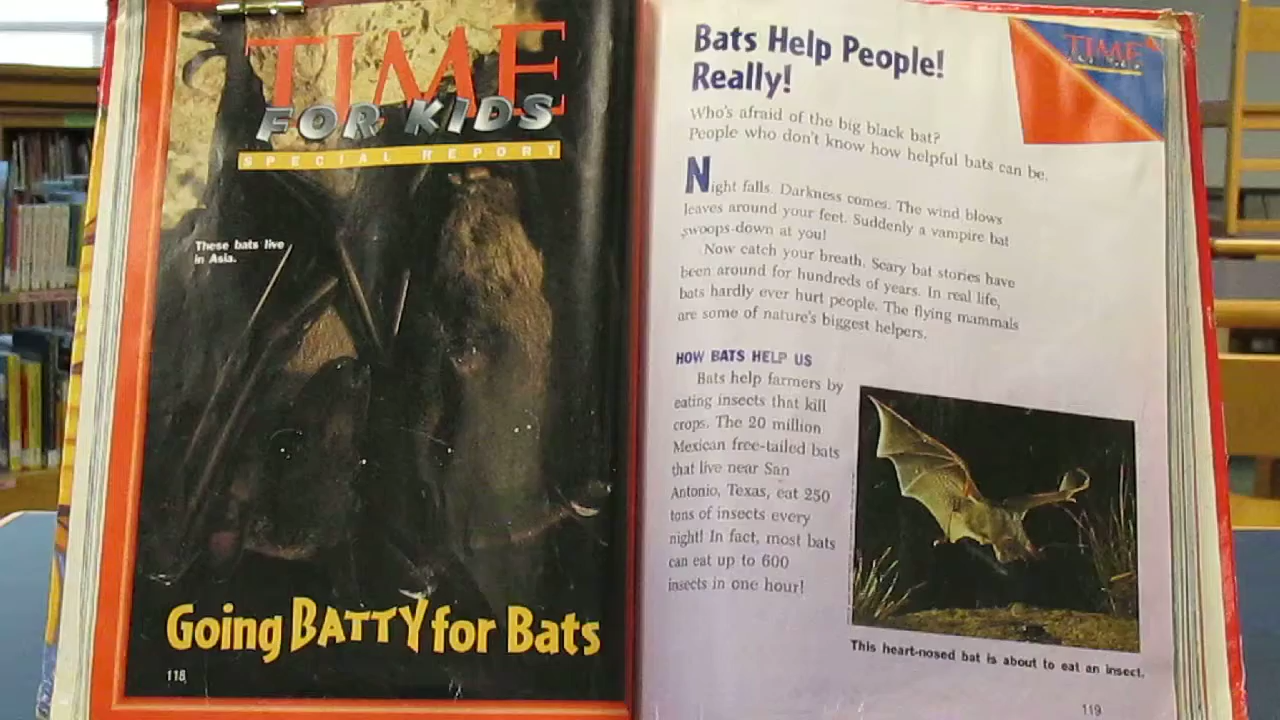 TIME
FOR KIDS
SPECIAL REPORT
These bats live
in Asia.
Going BATTY for Bats
118
Bats Help People!
Really!
TIME
Who's afraid of the big black bat?
People who don't know how helpful bats can be.
Night falls. Darkness comes. The wind blows
leaves around your feet. Suddenly a vampire bat
swoops down at you!
Now catch your breath. Scary bat stories have
been around for hundreds of years. In real life,
bats hardly ever hurt people. The flying mammals
are some of nature's biggest helpers.
HOW BATS HELP US
Bats help farmers by
eating insects that kill
crops. The 20 million
Mexican free-tailed bats
that live near San
Antonio, Texas, eat 250
tons of insects every
night! In fact, most bats
can eat up to 600
insects in one hour!
This heart-nosed bat is about to eat an insect.
119